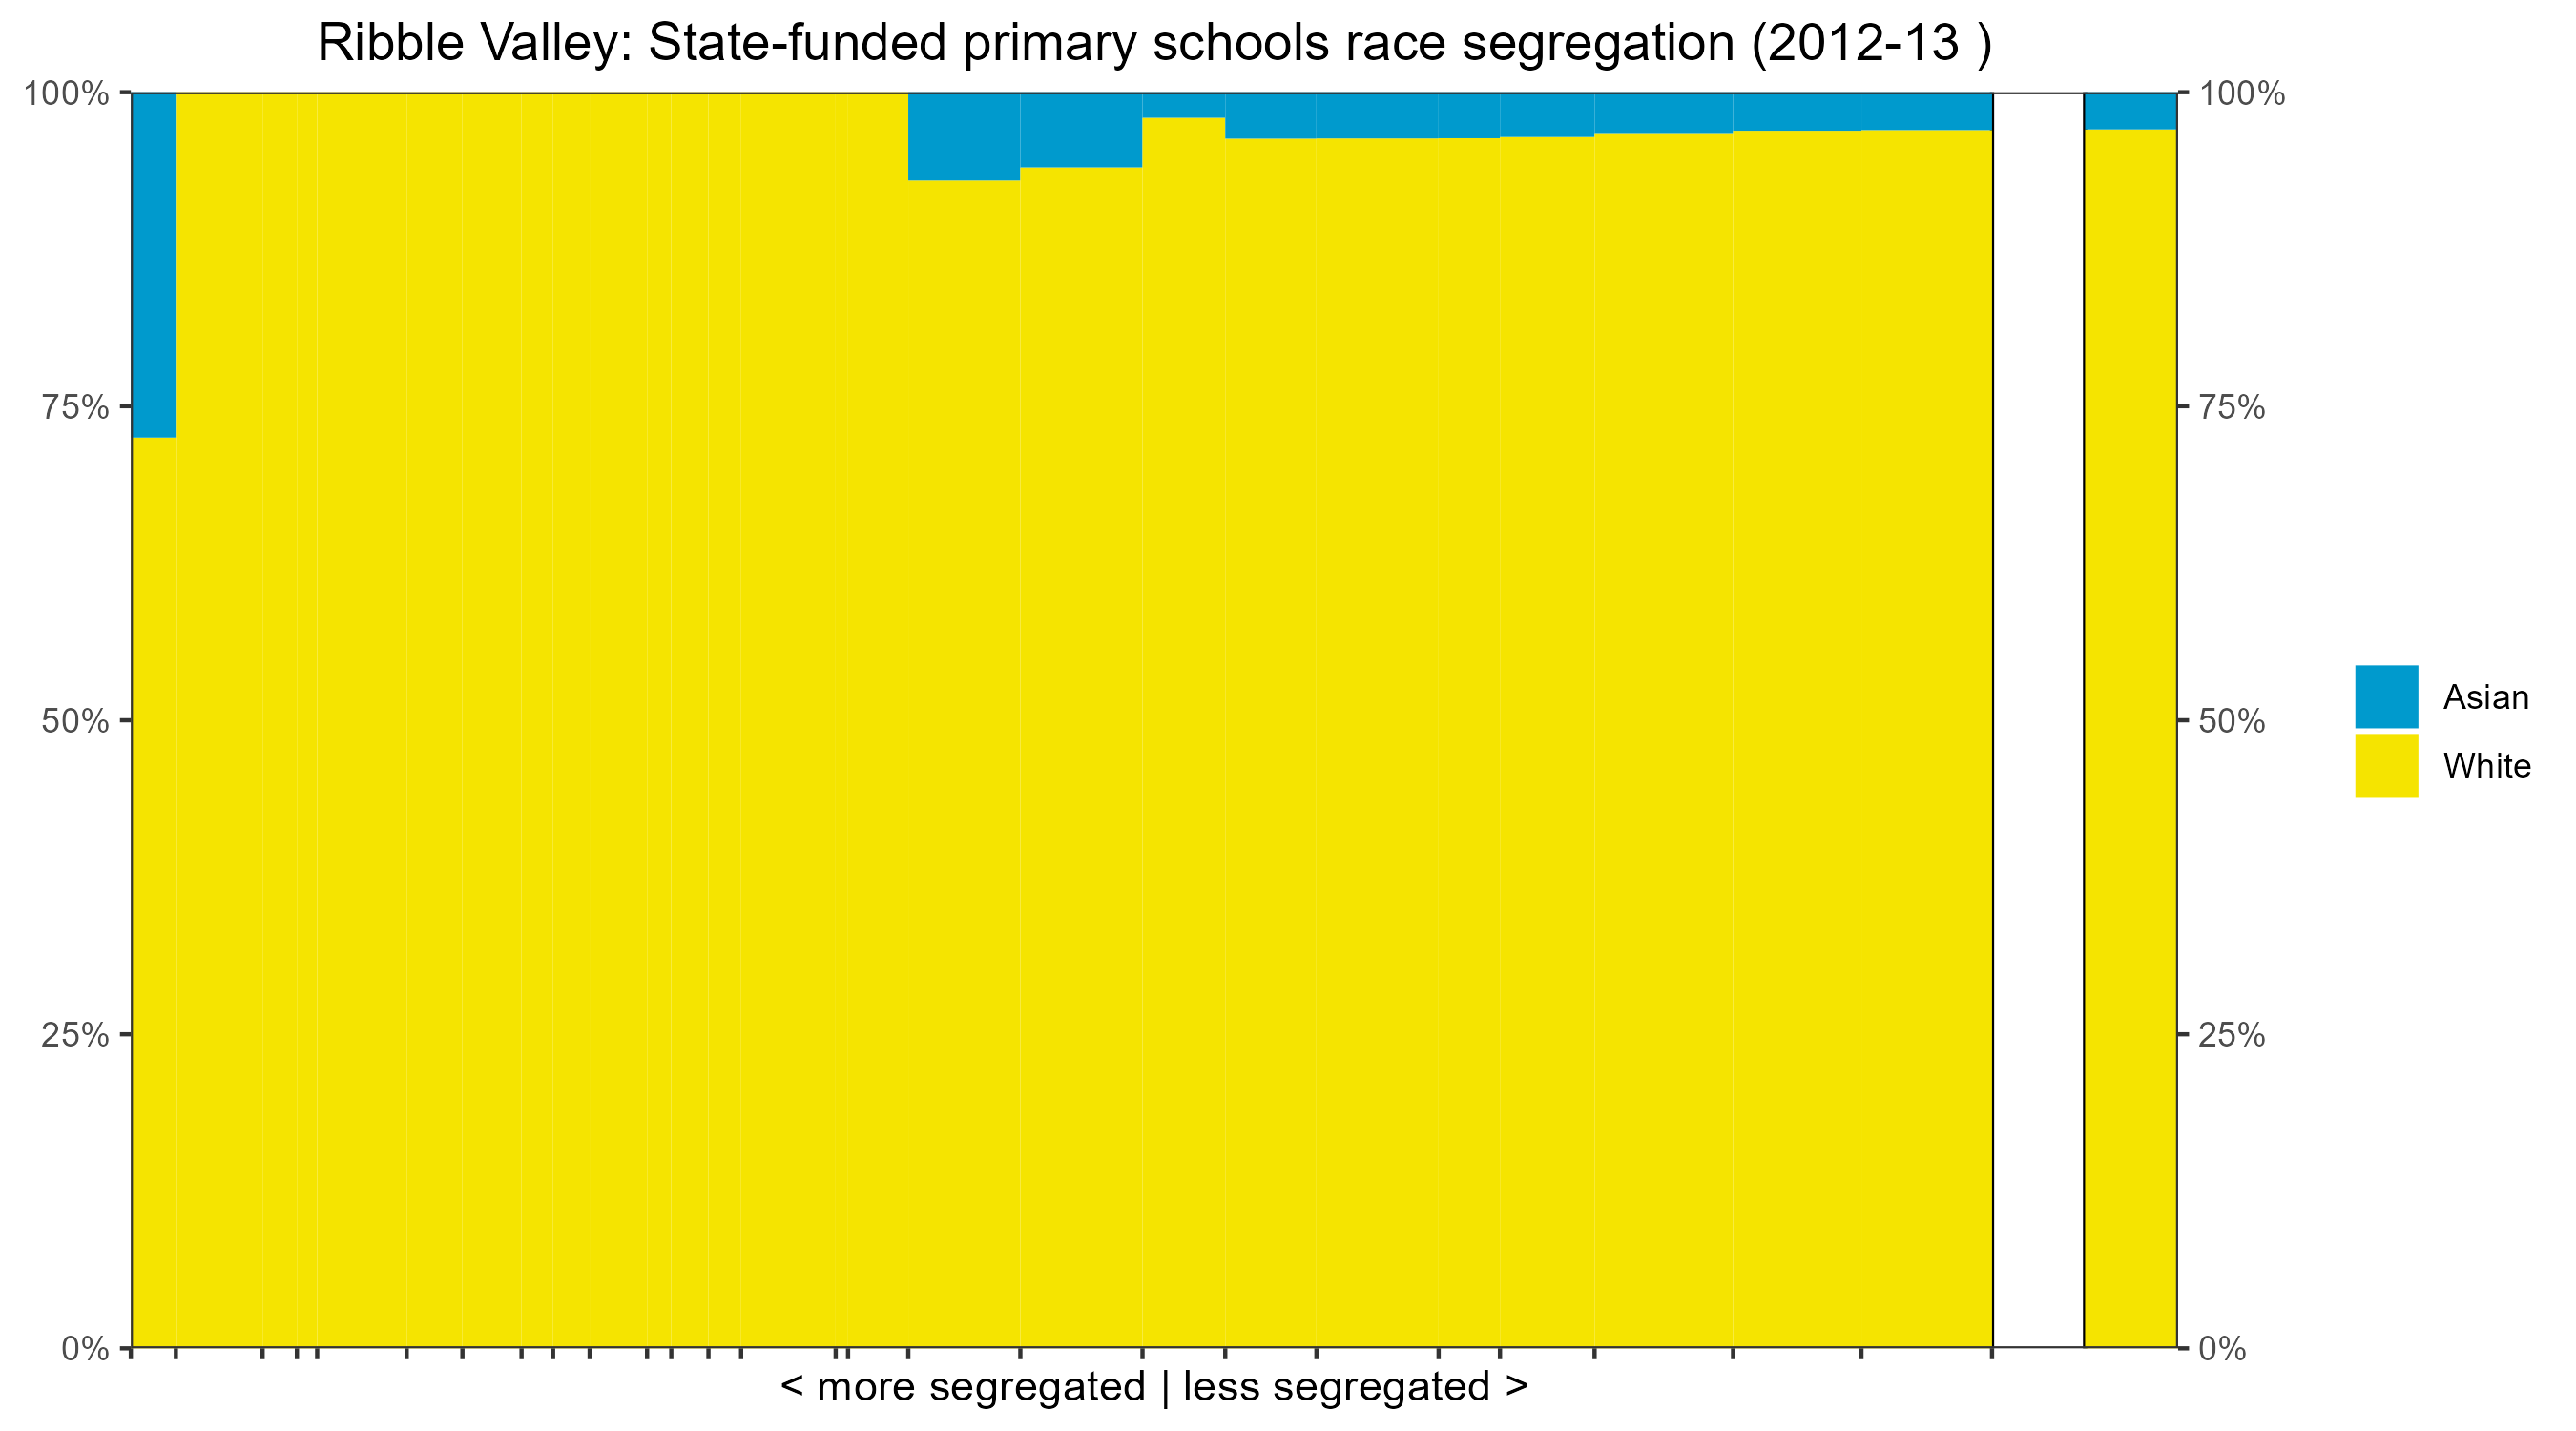 Ribble Valley: State-funded primary schools race segregation (2012-13 )
100%
100%
75%
75%
50%
50%
Asian
White
25%
25%
0%
0%
< more segregated | less segregated >